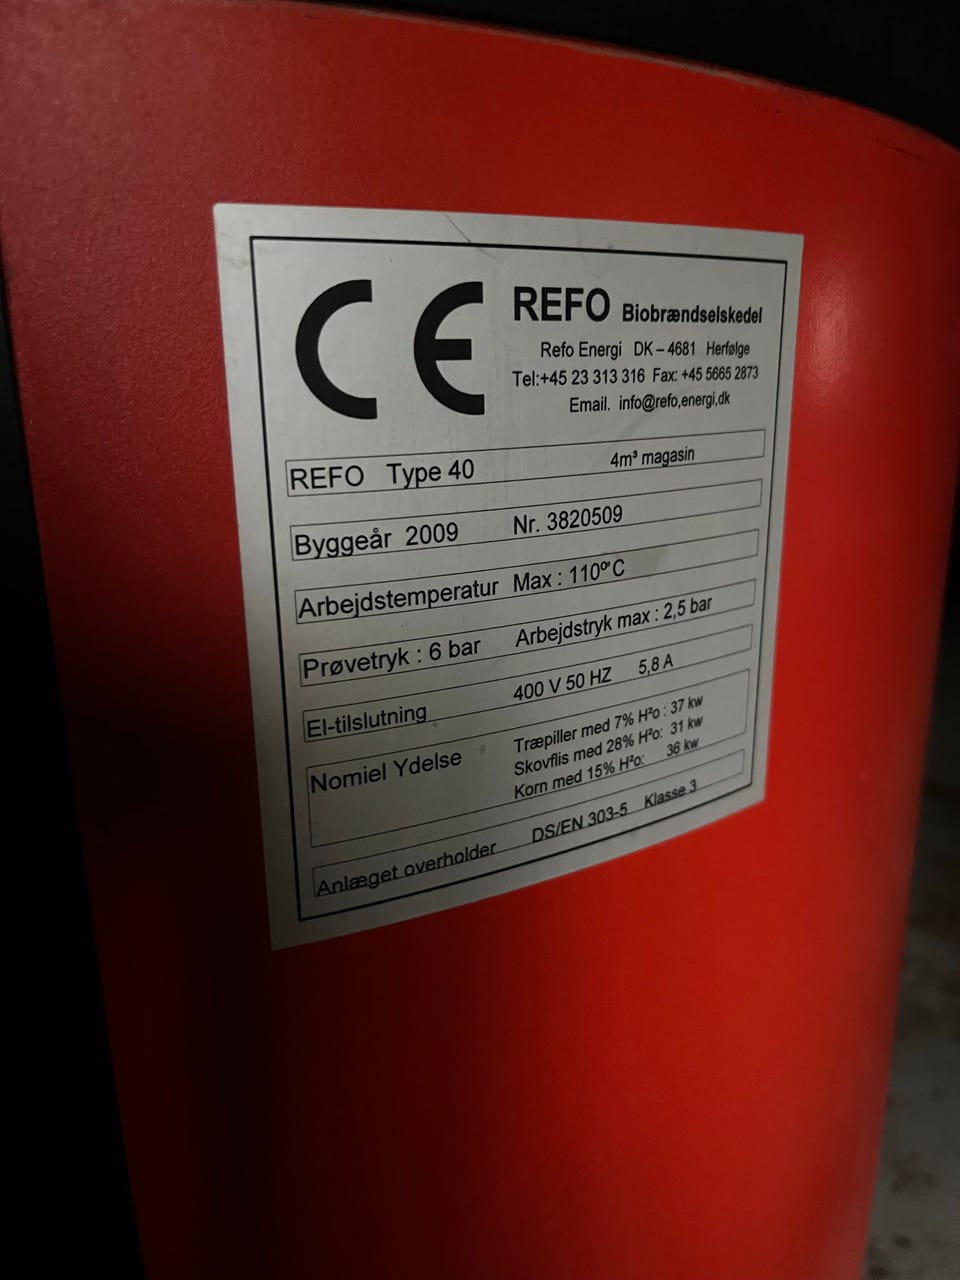 CE
REFO Biobrændselskedel
Refo Energi DK – 4681 Herfølge
Tel:+45 23 313 316 Fax: +45 5665 2873
Email. info@refo,energi,dk
REFO Type 40 4m³ magasin
Byggeår 2009 Nr. 3820509
Arbejdstemperatur Max : 110º°C
Prøvetryk : 6 bar Arbejdstryk max : 2,5 bar
El-tilslutning 400 V 50 HZ 5,8 A
Nomiel Ydelse Træpiller med 7% H²o : 37 kw
Skovflis med 28% H²o: 31 kw
Korn med 15% H²o: 36 kw
Anlæget overholder DS/EN 303-5 Klasse 3